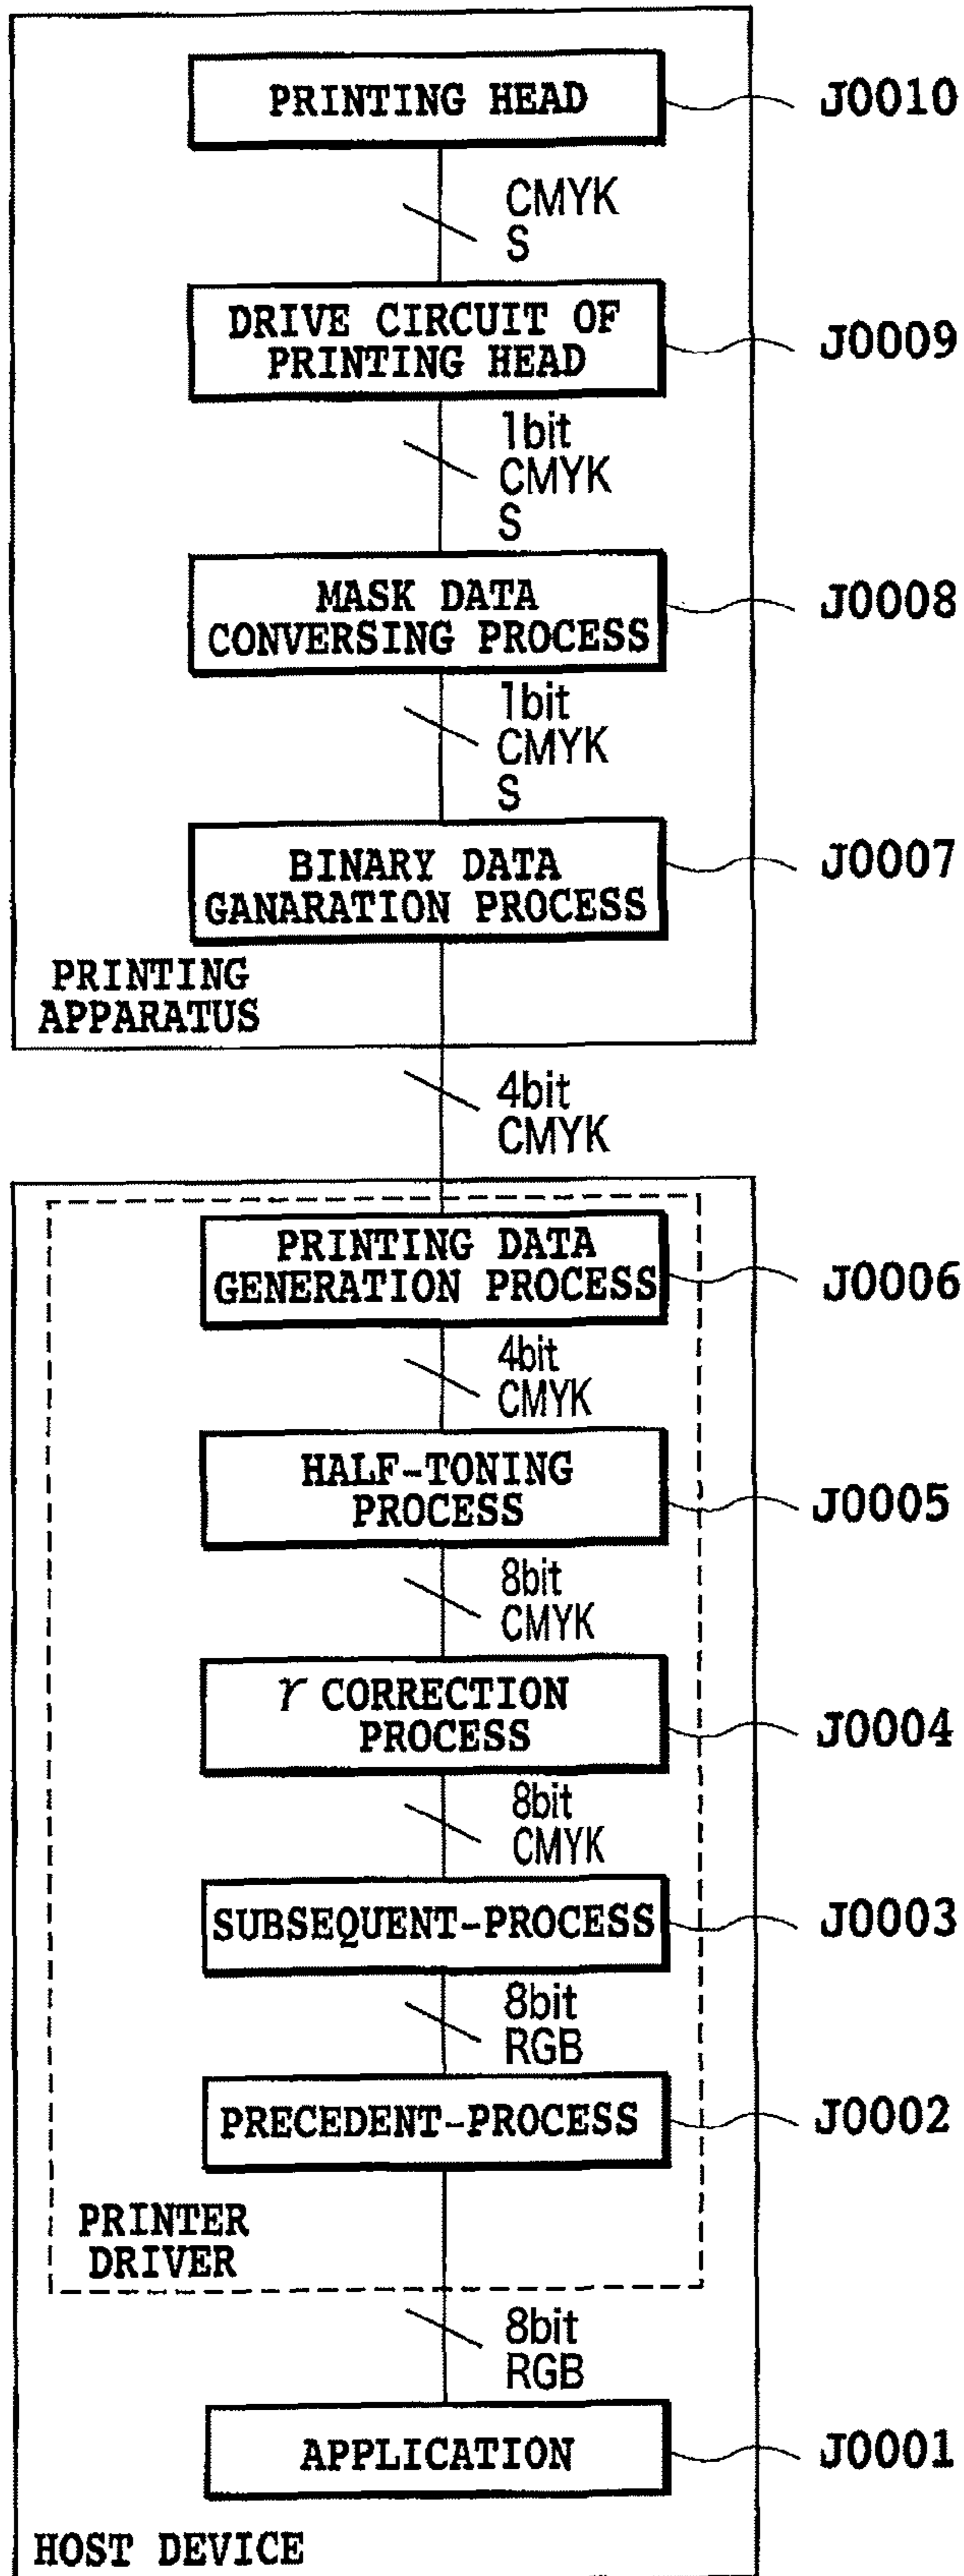 PRINTING HEAD
J0010
CMYK
S
DRIVE CIRCUIT OF
PRINTING HEAD
J0009
1bit
CMYK
S
MASK DATA
CONVERSING PROCESS
J0008
1bit
CMYK
S
BINARY DATA
GANARATION PROCESS
J0007
PRINTING
APPARATUS
4bit
CMYK
PRINTING DATA
GENERATION PROCESS
J0006
4bit
CMYK
HALF-TONING
PROCESS
J0005
8bit
CMYK
γ CORRECTION
PROCESS
J0004
8bit
CMYK
SUBSEQUENT-PROCESS
J0003
8bit
RGB
PRECEDENT-PROCESS
J0002
PRINTER
DRIVER
8bit
RGB
APPLICATION
J0001
HOST DEVICE